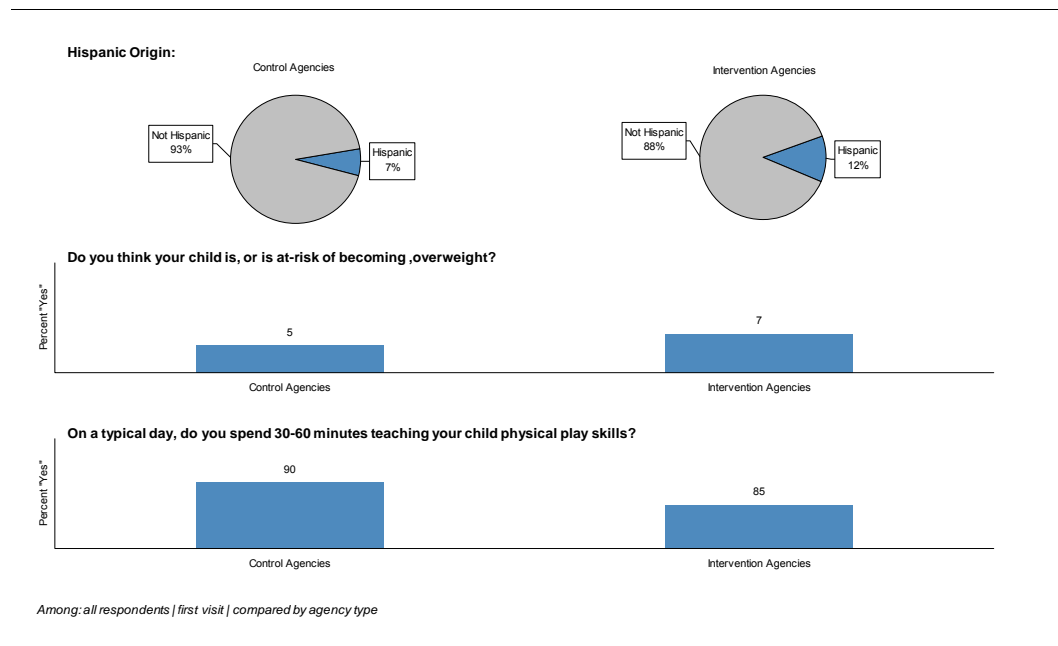 Hispanic Origin:
Control Agencies
Intervention Agencies
Not Hispanic
93%
Hispanic
7%
Not Hispanic
88%
Hispanic
12%
Do you think your child is, or is at-risk of becoming ,overweight?
Percent "Yes"
5
7
Control Agencies
Intervention Agencies
On a typical day, do you spend 30-60 minutes teaching your child physical play skills?
Percent "Yes"
90
85
Control Agencies
Intervention Agencies
Among: all respondents | first visit | compared by agency type